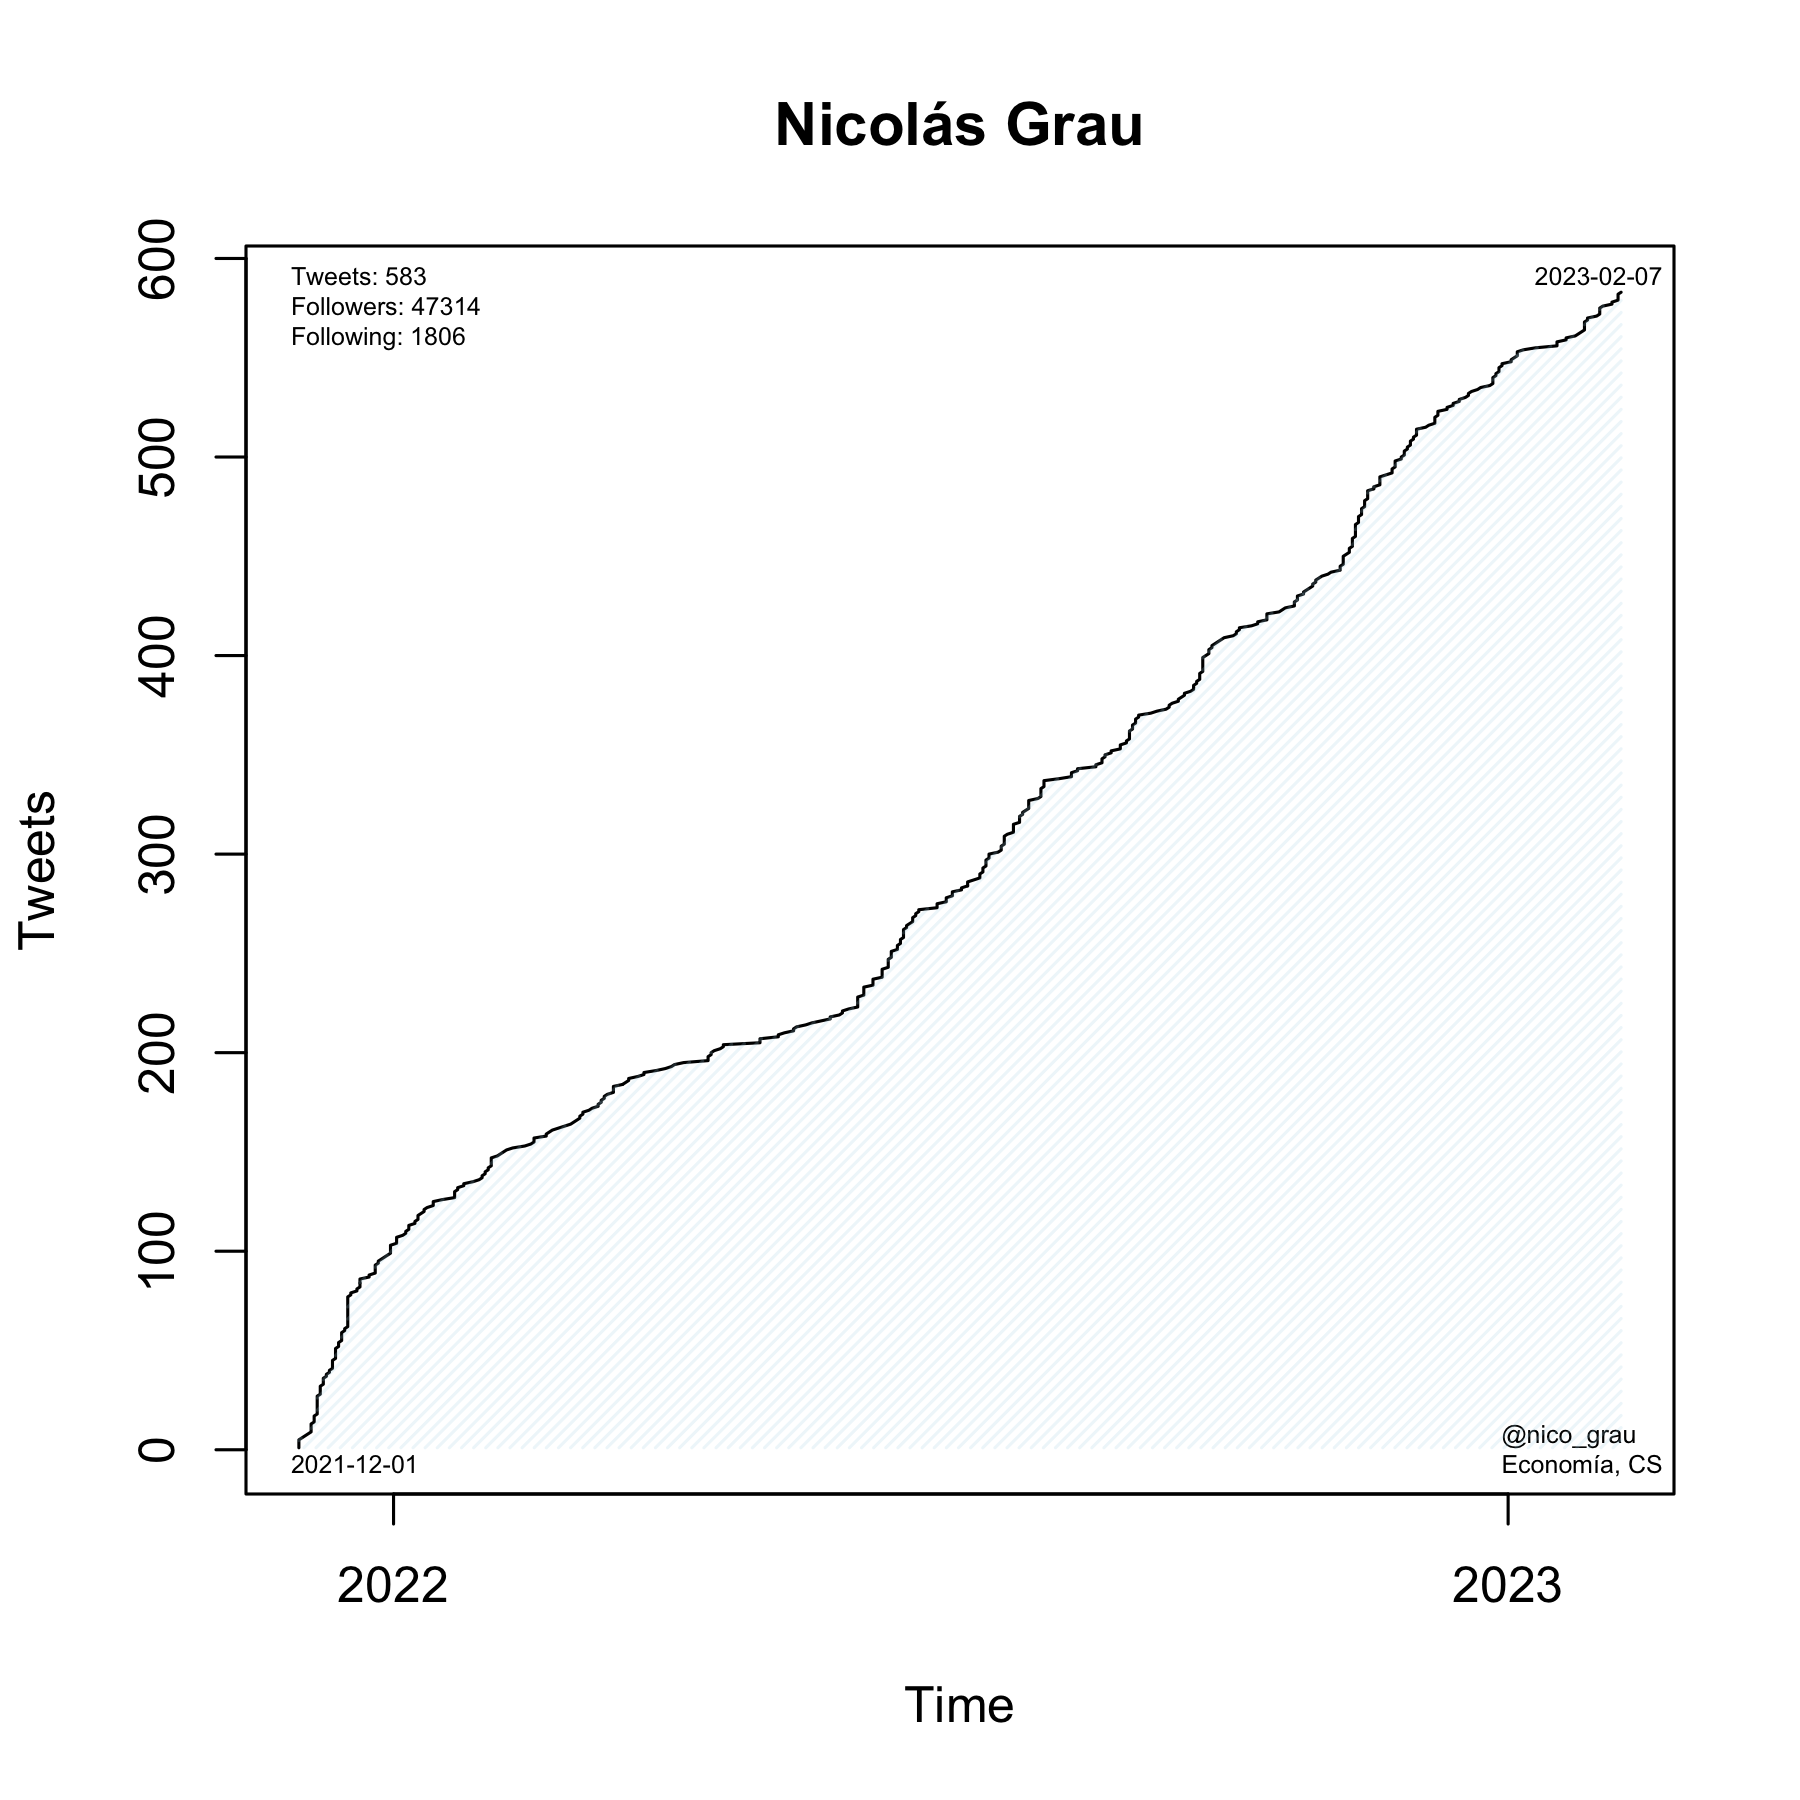 Nicolás Grau
Tweets: 583
Followers: 47314
Following: 1806
2023-02-07
600
500
400
300
200
100
0
Tweets
2021-12-01
@nico_grau
Economía, CS
2022
2023
Time